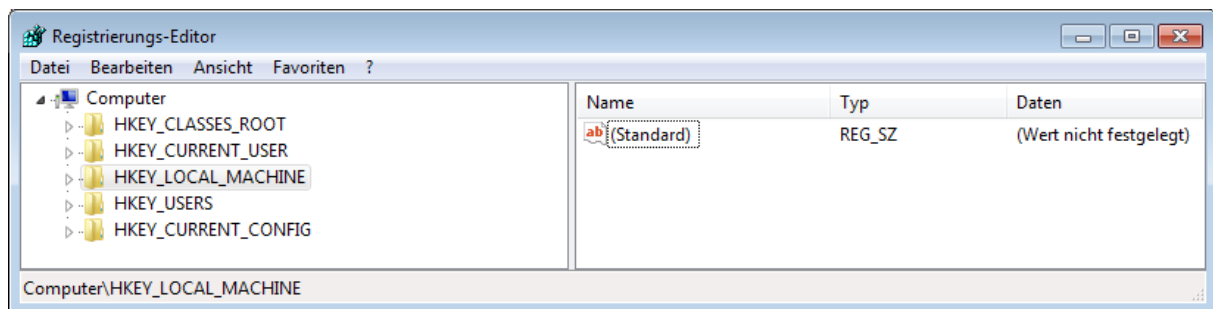 Registrierungs-Editor
Datei Bearbeiten Ansicht Favoriten ?
Computer
HKEY_CLASSES_ROOT
HKEY_CURRENT_USER
HKEY_LOCAL_MACHINE
HKEY_USERS
HKEY_CURRENT_CONFIG
Name Typ Daten
ab (Standard) REG_SZ (Wert nicht festgelegt)
Computer\HKEY_LOCAL_MACHINE